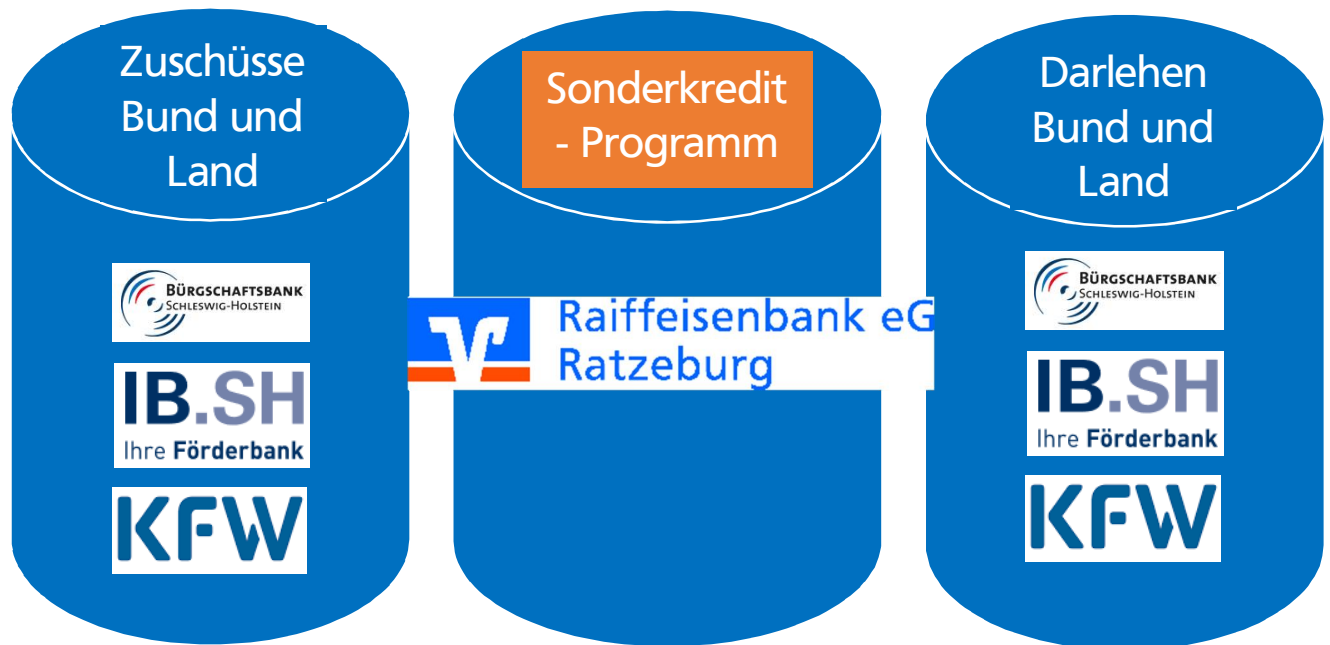 Zuschüsse
Bund und
Land
BÜRGSCHAFTSBANK
SCHLESWIG-HOLSTEIN
IB.SH
Ihre Förderbank
KFW
Sonderkredit
- Programm
Raiffeisenbank eG
Ratzeburg
Darlehen
Bund und
Land
BÜRGSCHAFTSBANK
SCHLESWIG-HOLSTEIN
IB.SH
Ihre Förderbank
KFW